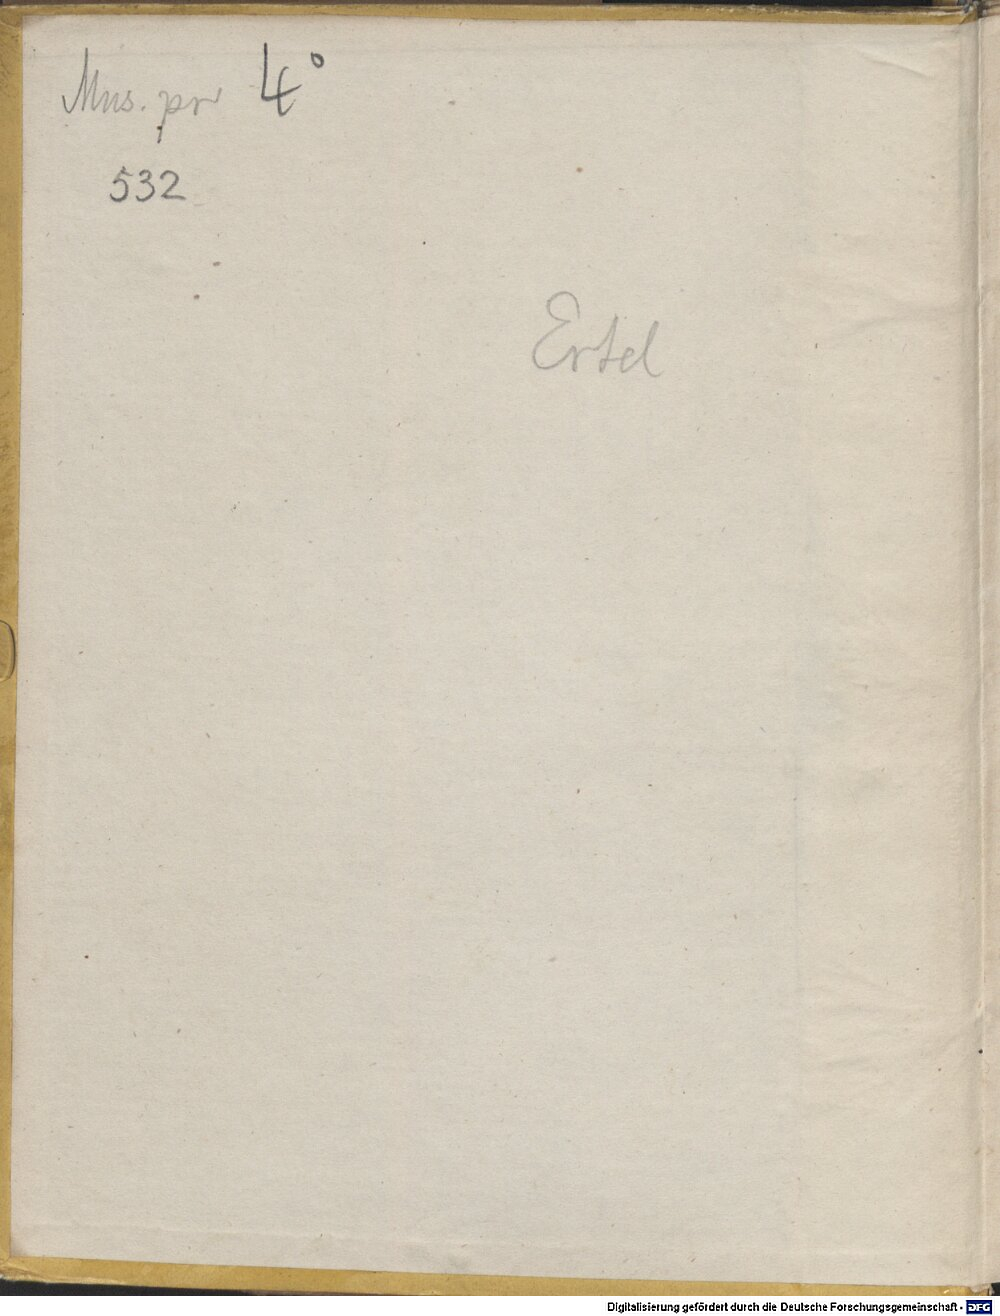 Mus. pr 4°
532
Ertel
Digitalisierung gefördert durch die Deutsche Forschungsgemeinschaft - DFG